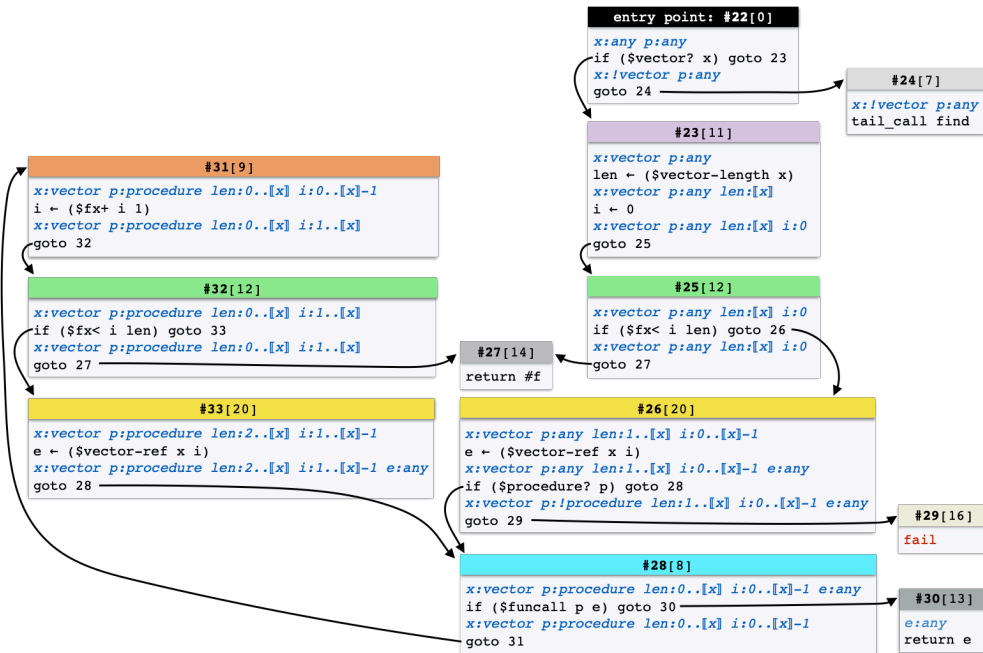 entry point: #22[0]
x:any p:any
if ($vector? x) goto 23
x:!vector p:any
goto 24
#24[7]
x:!vector p:any
tail_call find
#23[11]
x:vector p:any
len ← ($vector-length x)
x:vector p:any len:⟦x⟧
i ← 0
x:vector p:any len:⟦x⟧ i:0
goto 25
#31[9]
x:vector p:procedure len:0..⟦x⟧ i:0..⟦x⟧-1
i ← ($fx+ i 1)
x:vector p:procedure len:0..⟦x⟧ i:1..⟦x⟧
goto 32
#32[12]
x:vector p:procedure len:0..⟦x⟧ i:1..⟦x⟧
if ($fx< i len) goto 33
x:vector p:procedure len:0..⟦x⟧ i:1..⟦x⟧
goto 27
#25[12]
x:vector p:any len:⟦x⟧ i:0
if ($fx< i len) goto 26
x:vector p:any len:⟦x⟧ i:0
goto 27
#27[14]
return #f
#33[20]
x:vector p:procedure len:2..⟦x⟧ i:1..⟦x⟧-1
e ← ($vector-ref x i)
x:vector p:procedure len:2..⟦x⟧ i:1..⟦x⟧-1 e:any
goto 28
#26[20]
x:vector p:any len:1..⟦x⟧ i:0..⟦x⟧-1
e ← ($vector-ref x i)
x:vector p:any len:1..⟦x⟧ i:0..⟦x⟧-1 e:any
if ($procedure? p) goto 28
x:vector p:!procedure len:1..⟦x⟧ i:0..⟦x⟧-1 e:any
goto 29
#29[16]
fail
#28[8]
x:vector p:procedure len:0..⟦x⟧ i:0..⟦x⟧-1 e:any
if ($funcall p e) goto 30
x:vector p:procedure len:0..⟦x⟧ i:0..⟦x⟧-1
goto 31
#30[13]
e:any
return e